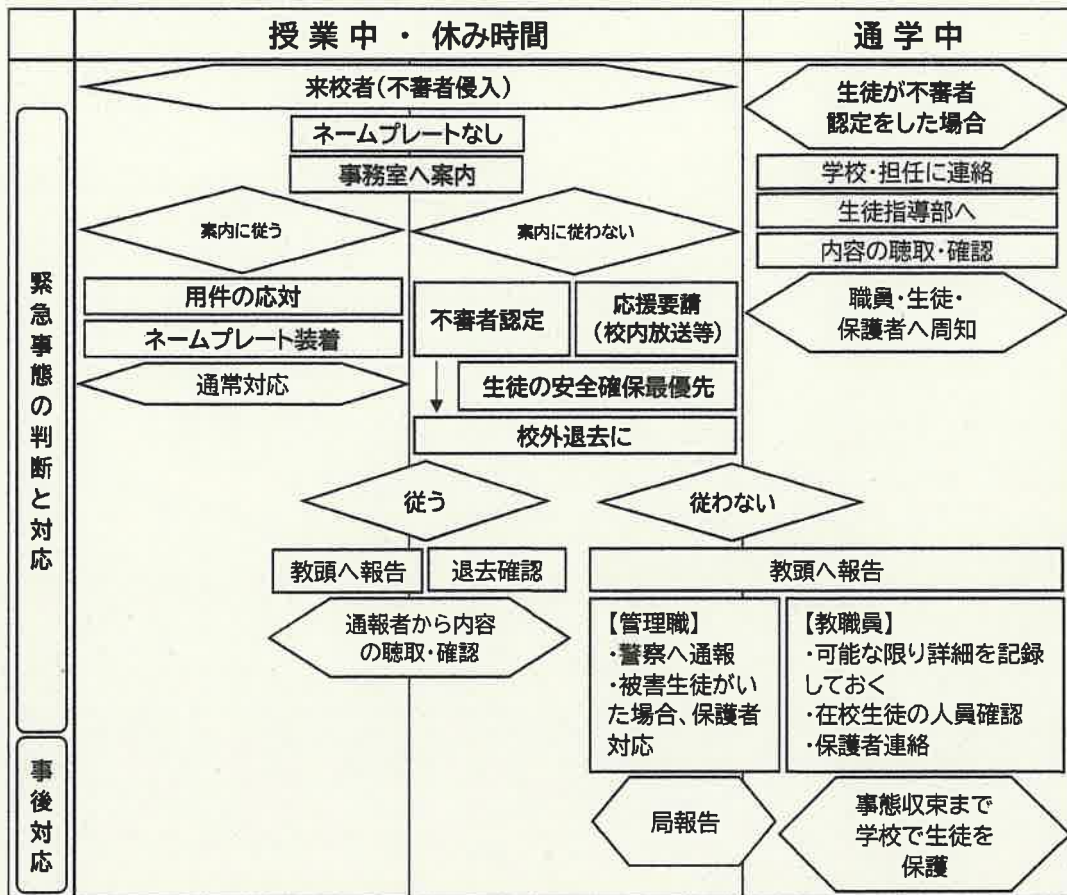 授業中・休み時間
通学中
緊急事態の判断と対応
来校者(不審者侵入)
ネームプレートなし
事務室へ案内
案内に従う
案内に従わない
用件の応対
ネームプレート装着
通常対応
不審者認定
応援要請
(校内放送等)
生徒の安全確保最優先
校外退去に
従う
従わない
教頭へ報告
退去確認
通報者から内容
の聴取・確認
教頭へ報告
【管理職】
・警察へ通報
・被害生徒がい
た場合、保護者
対応
【教職員】
・可能な限り詳細を記録
しておく
・在校生徒の人員確認
・保護者連絡
生徒が不審者
認定をした場合
学校・担任に連絡
生徒指導部へ
内容の聴取・確認
職員・生徒・
保護者へ周知
事後対応
局報告
事態収束まで
学校で生徒を
保護